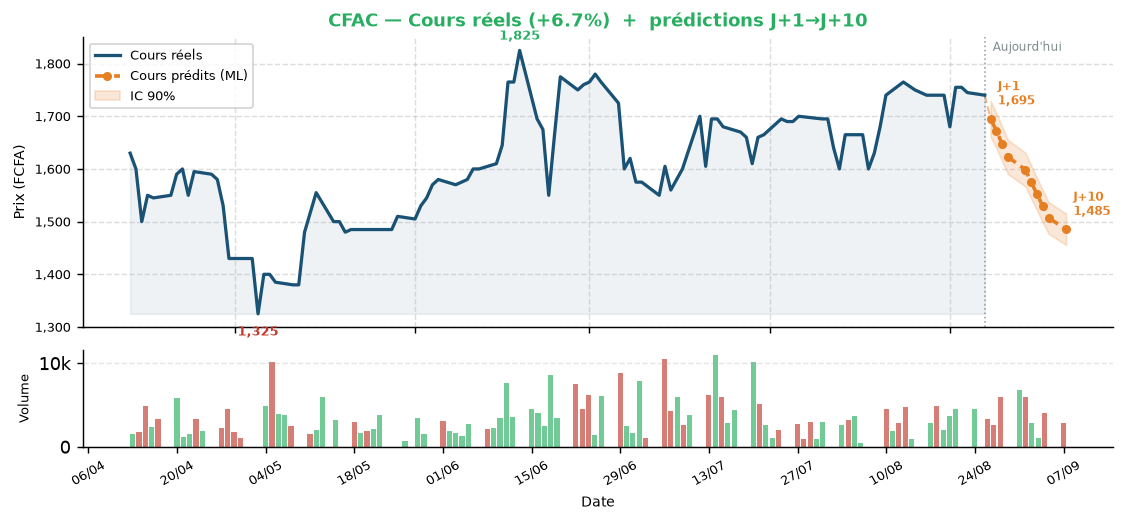 CFAC — Cours réels (+6.7%) + prédictions J+1→J+10
1,825
Cours réels
Cours prédits (ML)
IC 90%
Aujourd'hui
J+1
1,695
J+10
1,485
1,325
Prix (FCFA)
1,800
1,700
1,600
1,500
1,400
1,300
Volume
10k
0
06/04
20/04
04/05
18/05
01/06
15/06
29/06
13/07
27/07
10/08
24/08
07/09
Date